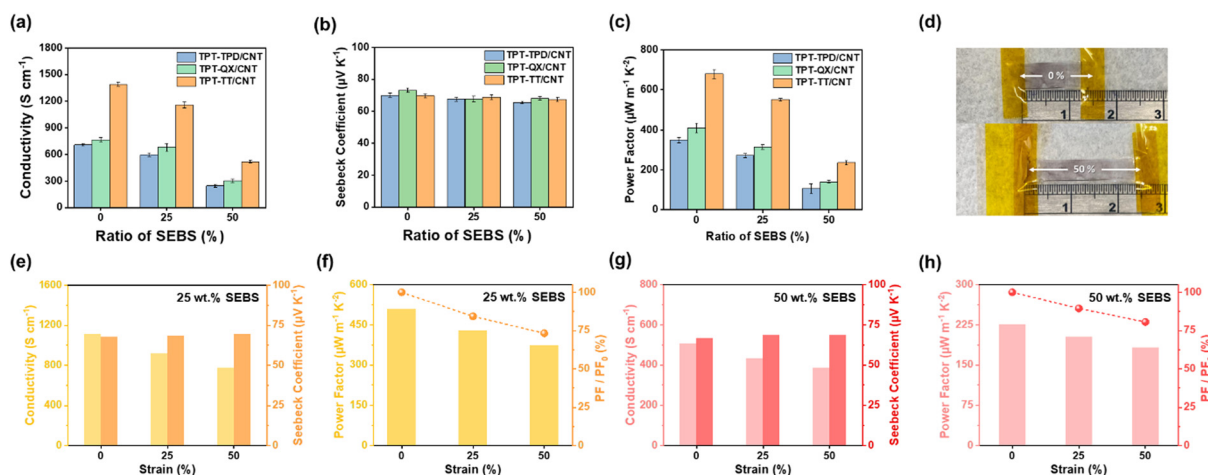 (a)
Conductivity (S cm⁻¹)
1800
1500
1200
900
600
300
0
TPT-TPD/CNT
TPT-QX/CNT
TPT-TT/CNT
0 25 50
Ratio of SEBS (%)
(b)
Seebeck Coefficient (μV K⁻¹)
100
80
60
40
20
0
TPT-TPD/CNT
TPT-QX/CNT
TPT-TT/CNT
0 25 50
Ratio of SEBS (%)
(c)
Power Factor (μW m⁻¹ K⁻²)
800
600
400
200
0
TPT-TPD/CNT
TPT-QX/CNT
TPT-TT/CNT
0 25 50
Ratio of SEBS (%)
(d)
0 %
1 2 3
50 %
1 2 3
(e)
25 wt.% SEBS
Conductivity (S cm⁻¹)
1600
1200
800
400
0
Seebeck Coefficient (μV K⁻¹)
100
75
50
25
0
0 25 50
Strain (%)
(f)
25 wt.% SEBS
Power Factor (μW m⁻¹ K⁻²)
600
450
300
150
0
PF / PF₀ (%)
100
75
50
25
0
0 25 50
Strain (%)
(g)
50 wt.% SEBS
Conductivity (S cm⁻¹)
800
600
400
200
0
Seebeck Coefficient (μV K⁻¹)
100
75
50
25
0
0 25 50
Strain (%)
(h)
50 wt.% SEBS
Power Factor (μW m⁻¹ K⁻²)
300
225
150
75
0
PF / PF₀ (%)
100
75
50
25
0
0 25 50
Strain (%)